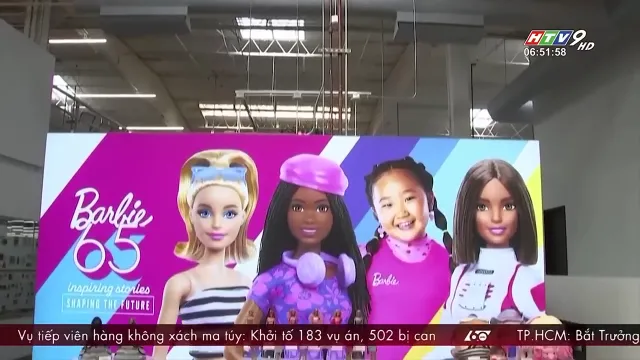 HTV9 HD
06:51:58
Barbie
65
inspiring stories
SHAPING THE FUTURE
Barbie
Vụ tiếp viên hàng không xách ma túy: Khởi tố 183 vụ án, 502 bị can
TP.HCM: Bắt Trưởng